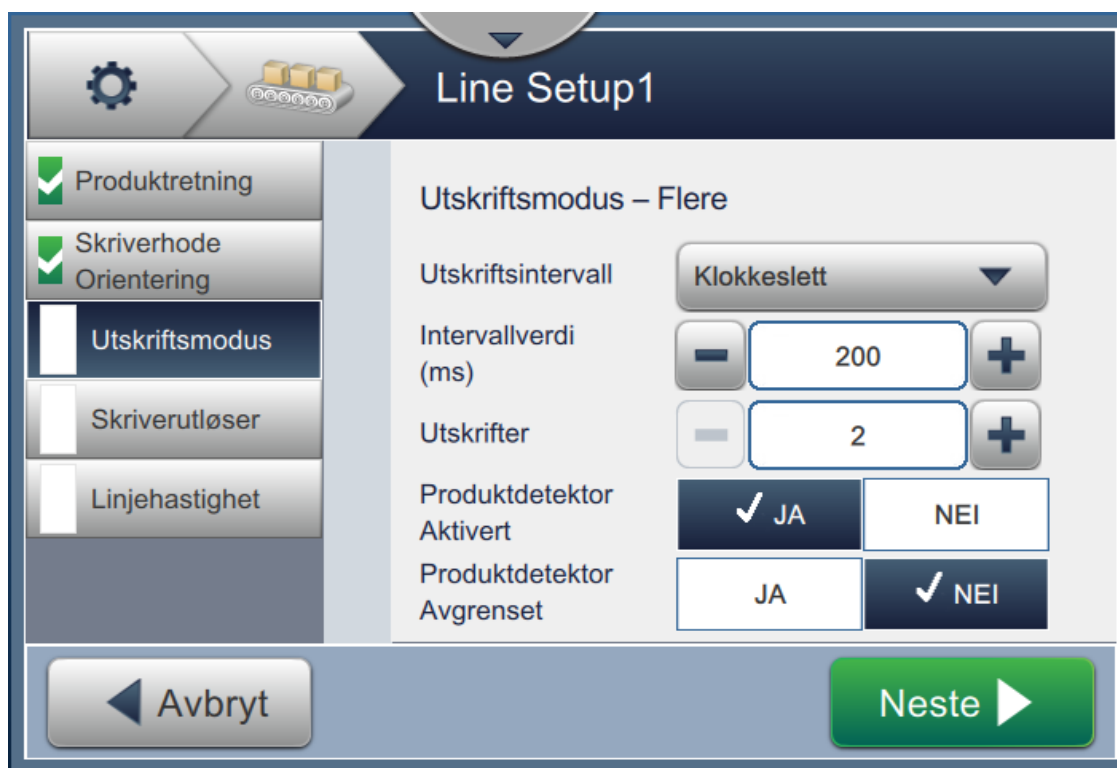 Line Setup1
Produktretning
Skriverhode
Orientering
Utskriftsmodus
Skriverutløser
Linjehastighet
Utskriftsmodus – Flere
Utskriftsintervall
Klokkeslett
Intervallverdi
(ms)
200
Utskrifter
2
Produktdetektor
Aktivert
JA
NEI
Produktdetektor
Avgrenset
JA
NEI
Avbryt
Neste